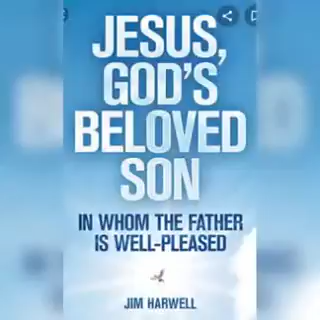 JESUS,
GOD'S
BELOVED
SON
IN WHOM THE FATHER
IS WELL-PLEASED
JIM HARWELL